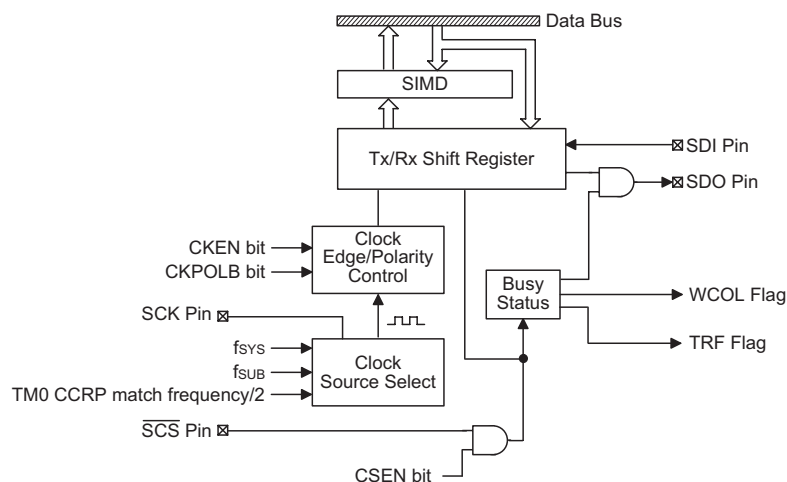 Data Bus
SIMD
Tx/Rx Shift Register
SDI Pin
SDO Pin
CKEN bit
CKPOLB bit
Clock
Edge/Polarity
Control
Busy
Status
WCOL Flag
TRF Flag
SCK Pin
fSYS
fSUB
TM0 CCRP match frequency/2
Clock
Source Select
SCS Pin
CSEN bit